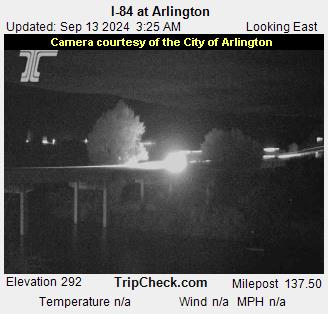 I-84 at Arlington
Updated: Sep 13 2024 3:25 AM Looking East
Camera courtesy of the City of Arlington
Elevation 292 TripCheck.com Milepost 137.50
Temperature n/a Wind n/a MPH n/a